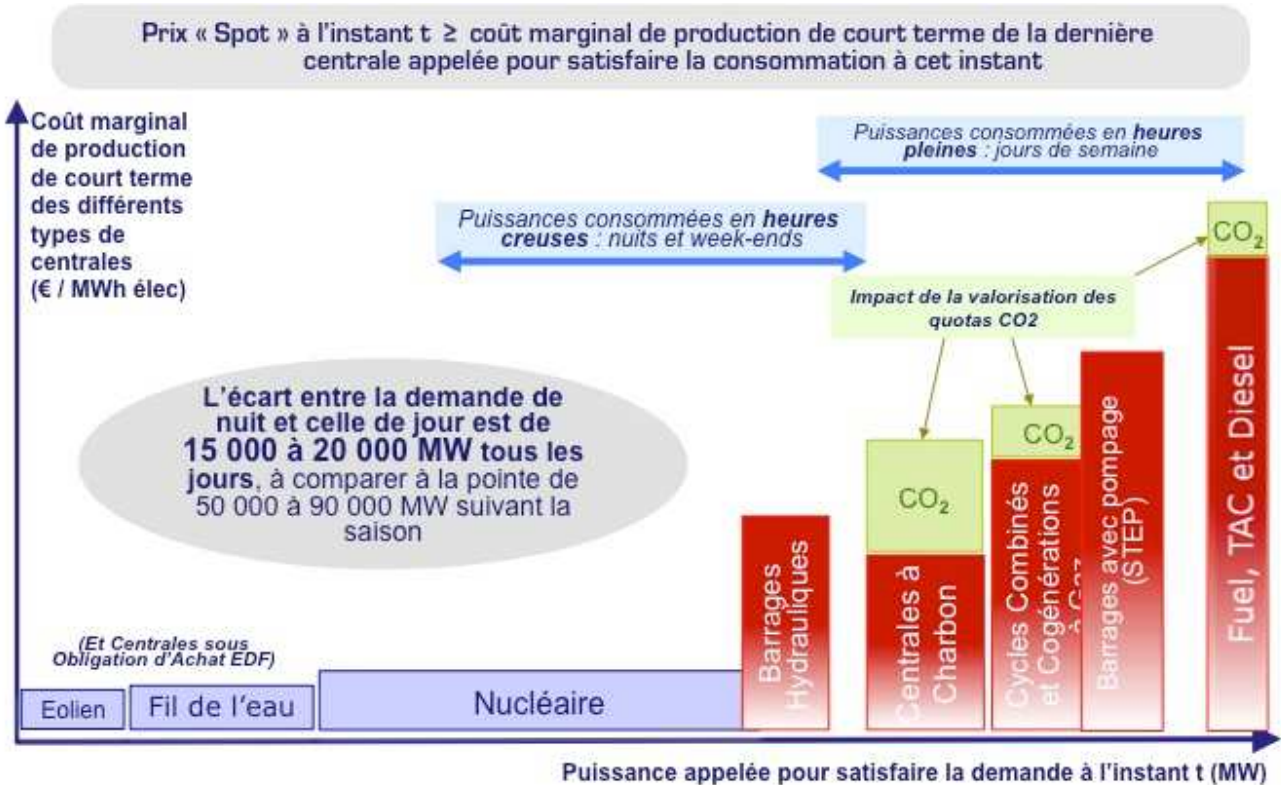 Prix « Spot » à l'instant t ≥ coût marginal de production de court terme de la dernière
centrale appelée pour satisfaire la consommation à cet instant
Coût marginal
de production
de court terme
des différents
types de
centrales
(€ / MWh élec)
Puissances consommées en heures
pleines : jours de semaine
Puissances consommées en heures
creuses : nuits et week-ends
CO₂
Impact de la valorisation des
quotas CO2
L'écart entre la demande de
nuit et celle de jour est de
15 000 à 20 000 MW tous les
jours, à comparer à la pointe de
50 000 à 90 000 MW suivant la
saison
CO₂
CO₂
(Et Centrales sous
Obligation d'Achat EDF)
Eolien
Fil de l'eau
Nucléaire
Barrages
Hydrauliques
Centrales à
Charbon
Cycles Combinés
et Cogénérations
à Gaz
Barrages avec pompage
(STEP)
Fuel, TAC et Diesel
Puissance appelée pour satisfaire la demande à l'instant t (MW)